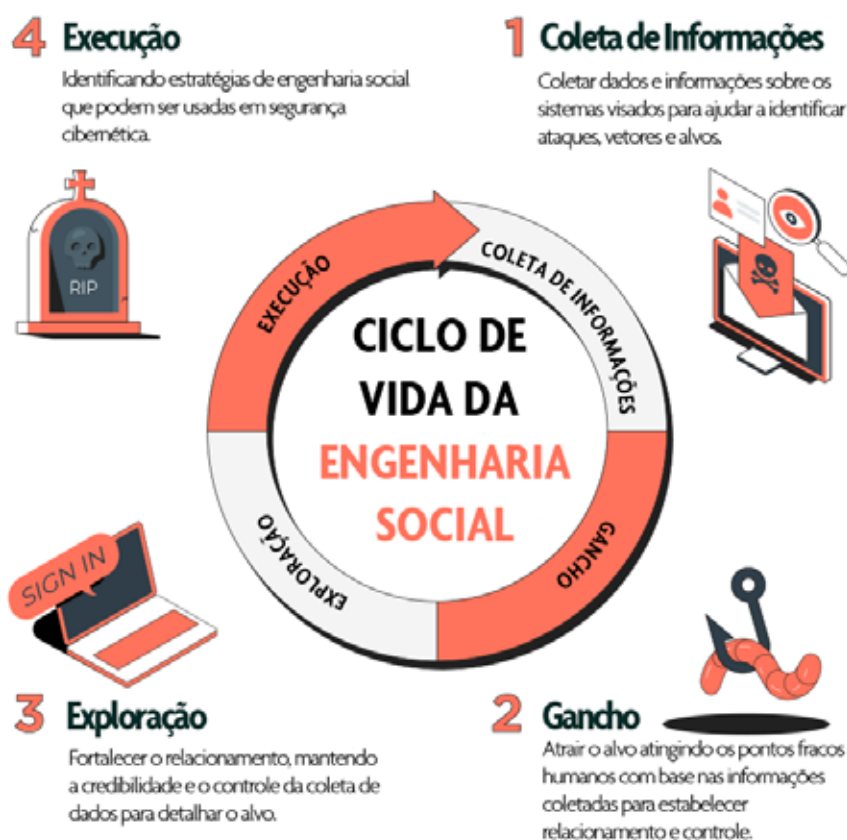 4 Execução
Identificando estratégias de engenharia social
que podem ser usadas em segurança
cibernética.
1 Coleta de Informações
Coletar dados e informações sobre os
sistemas visados para ajudar a identificar
ataques, vetores e alvos.
RIP
EXECUÇÃO
COLETA DE INFORMAÇÕES
CICLO DE
VIDA DA
ENGENHARIA
SOCIAL
EXPLORAÇÃO
GANCHO
SIGN IN
3 Exploração
Fortalecer o relacionamento, mantendo
a credibilidade e o controle da coleta de
dados para detalhar o alvo.
2 Gancho
Atrair o alvo atingindo os pontos fracos
humanos com base nas informações
coletadas para estabelecer
relacionamento e controle.